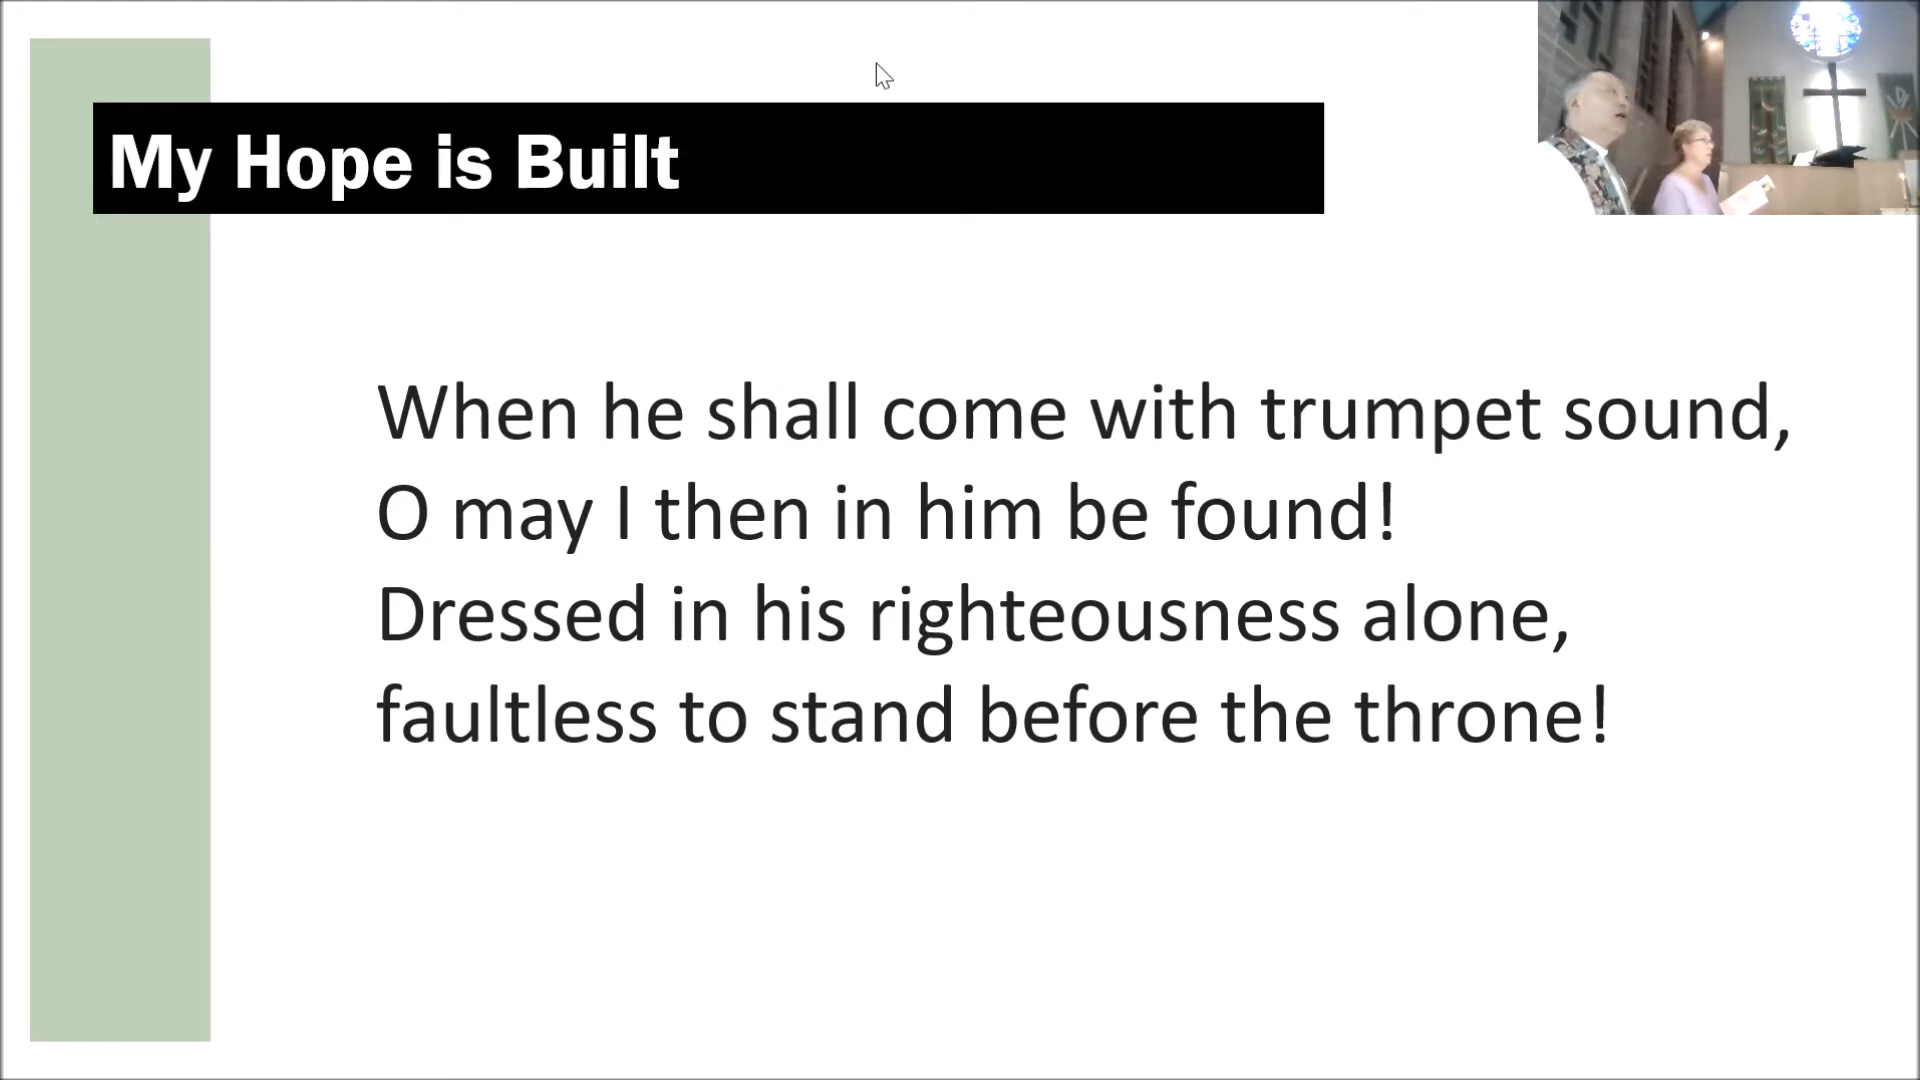 My Hope is Built
When he shall come with trumpet sound,
O may I then in him be found!
Dressed in his righteousness alone,
faultless to stand before the throne!